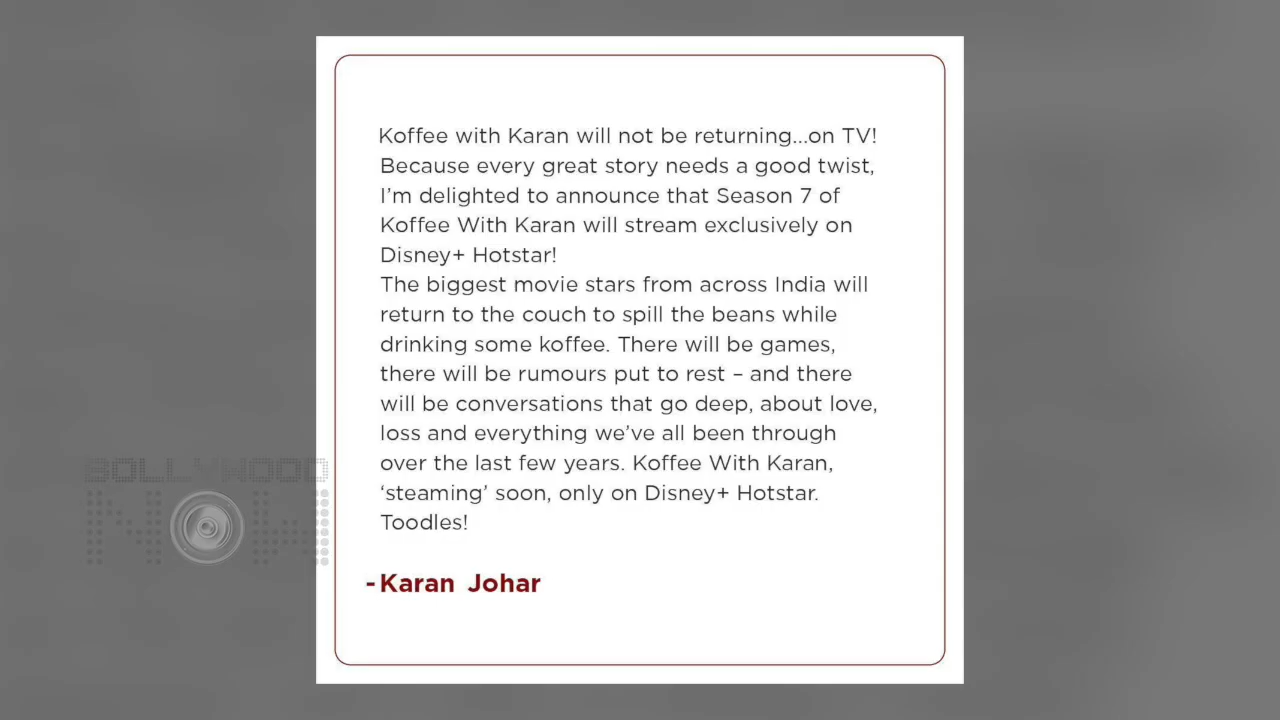 Koffee with Karan will not be returning...on TV!
Because every great story needs a good twist,
I'm delighted to announce that Season 7 of
Koffee With Karan will stream exclusively on
Disney+ Hotstar!
The biggest movie stars from across India will
return to the couch to spill the beans while
drinking some koffee. There will be games,
there will be rumours put to rest – and there
will be conversations that go deep, about love,
loss and everything we've all been through
over the last few years. Koffee With Karan,
'steaming' soon, only on Disney+ Hotstar.
Toodles!
-Karan Johar
BOLLYWOOD
NOW